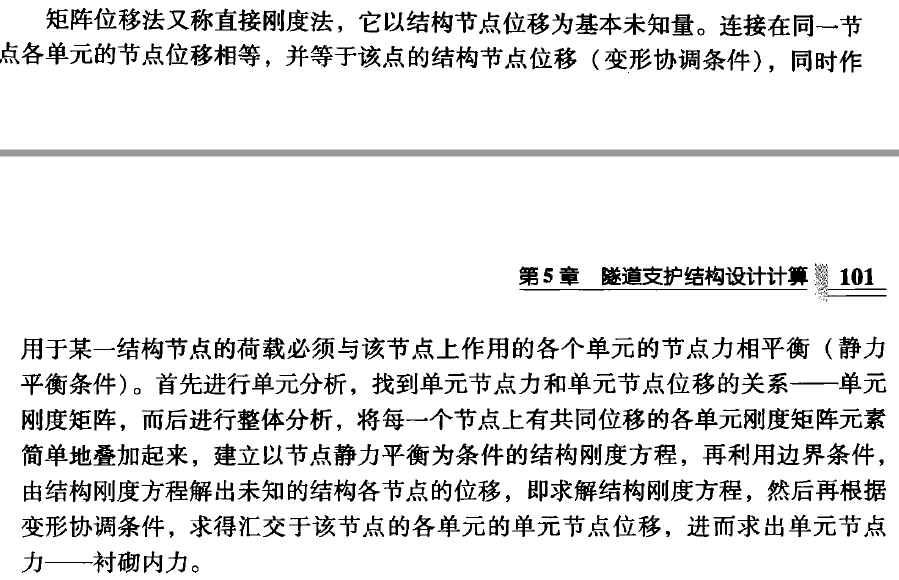 矩阵位移法又称直接刚度法，它以结构节点位移为基本未知量。连接在同一节
点各单元的节点位移相等，并等于该点的结构节点位移（变形协调条件），同时作
第5章 隧道支护结构设计计算 101
用于某一结构节点的荷载必须与该节点上作用的各个单元的节点力相平衡（静力
平衡条件）。首先进行单元分析，找到单元节点力和单元节点位移的关系——单元
刚度矩阵，而后进行整体分析，将每一个节点上有共同位移的各单元刚度矩阵元素
简单地叠加起来，建立以节点静力平衡为条件的结构刚度方程，再利用边界条件，
由结构刚度方程解出未知的结构各节点的位移，即求解结构刚度方程，然后再根据
变形协调条件，求得汇交于该节点的各单元的单元节点位移，进而求出单元节点
力——衬砌内力。